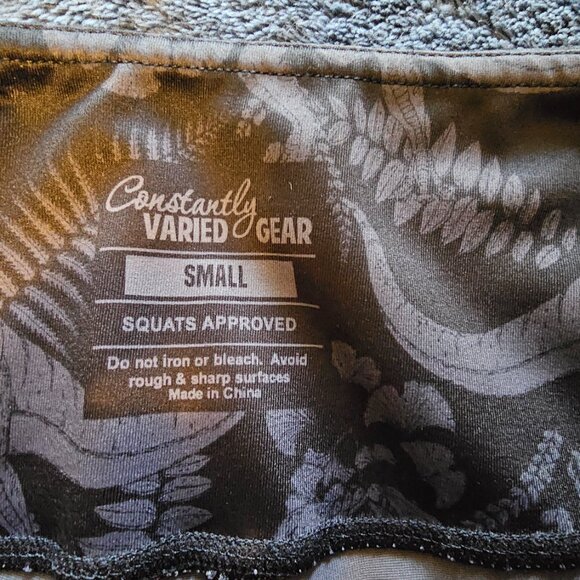 Constantly
VARIED GEAR
SMALL
SQUATS APPROVED
Do not iron or bleach. Avoid
rough & sharp surfaces
Made in China